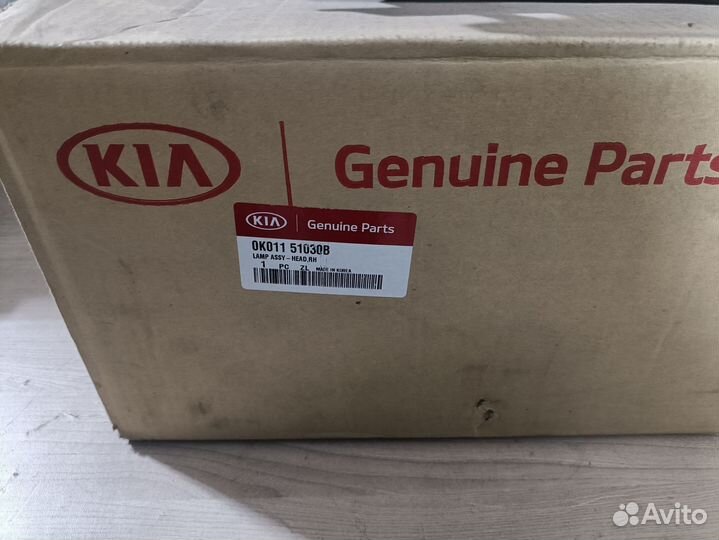 KIA
Genuine Parts
KIA Genuine Parts
0K011 51030B
LAMP ASSY-HEAD,RH
1 PC ZL MADE IN KOREA
Avito